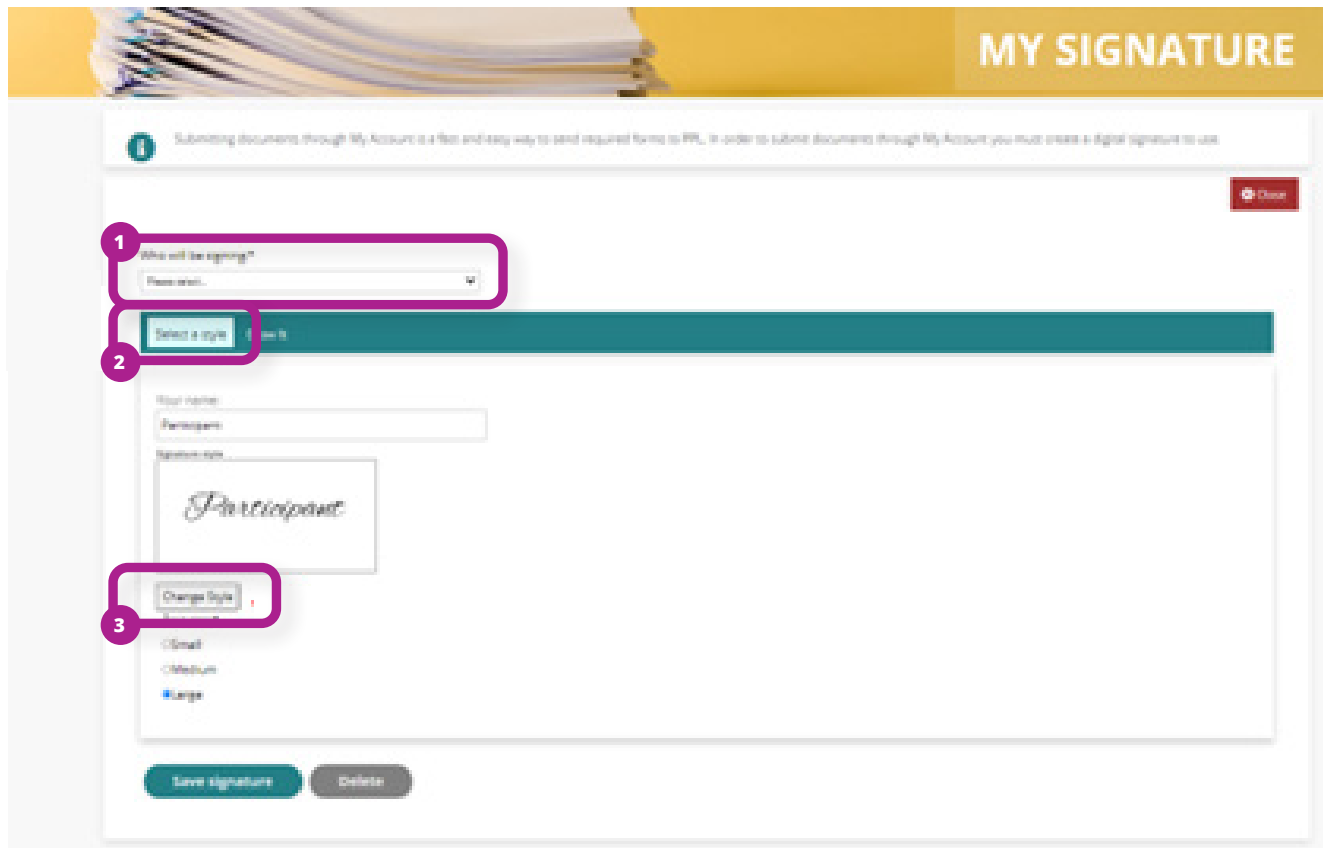 MY SIGNATURE
Submitting documents through My Account is a fast and easy way to send required forms to PPL. In order to submit documents through My Account you must create a digital signature to use.
Close
1
Who will be signing?*
Please select...
2
Select a style
3
Your name:
Participant
Signature style
Participant
Change Style
Small
Medium
Large
Save signature
Delete